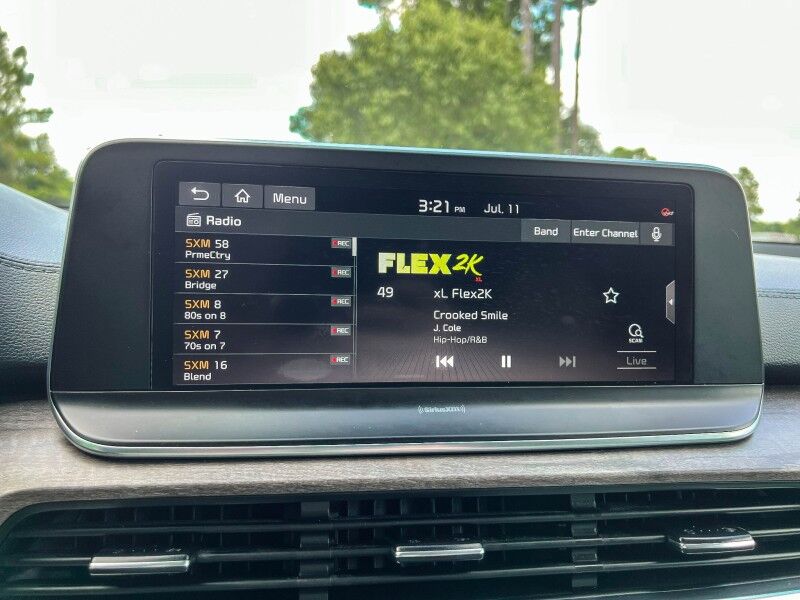 Menu
3:21 PM
Jul, 11
Radio
Band
Enter Channel
SXM 58
REC
PrmeCtry
SXM 27
REC
Bridge
SXM 8
REC
80s on 8
SXM 7
REC
70s on 7
SXM 16
REC
Blend
FLEX2K
XL
49
xL Flex2K
Crooked Smile
J. Cole
Hip-Hop/R&B
SCAN
Live
SiriusXM